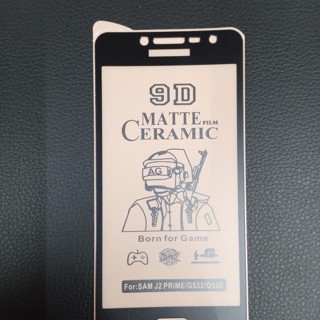 9D
MATTE FILM
CERAMIC
AG
Born for Game
For:SAM J2 PRIME/G532/G530